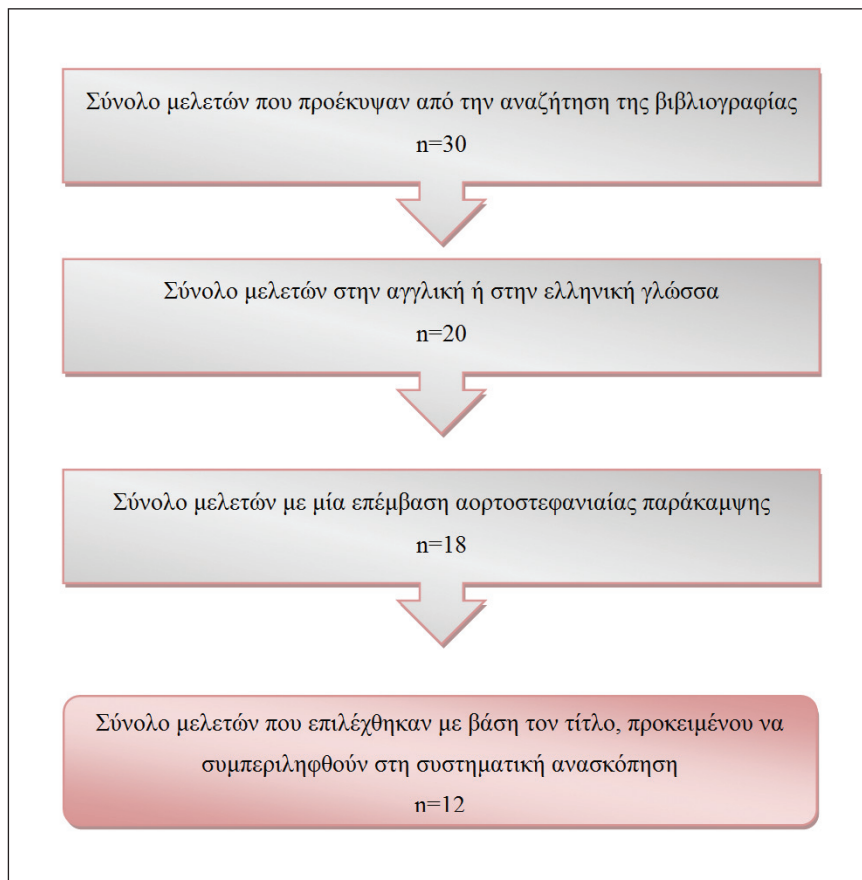 Σύνολο μελετών που προέκυψαν από την αναζήτηση της βιβλιογραφίας
n=30
Σύνολο μελετών στην αγγλική ή στην ελληνική γλώσσα
n=20
Σύνολο μελετών με μία επέμβαση αορτοστεφανιαίας παράκαμψης
n=18
Σύνολο μελετών που επιλέχθηκαν με βάση τον τίτλο, προκειμένου να
συμπεριληφθούν στη συστηματική ανασκόπηση
n=12